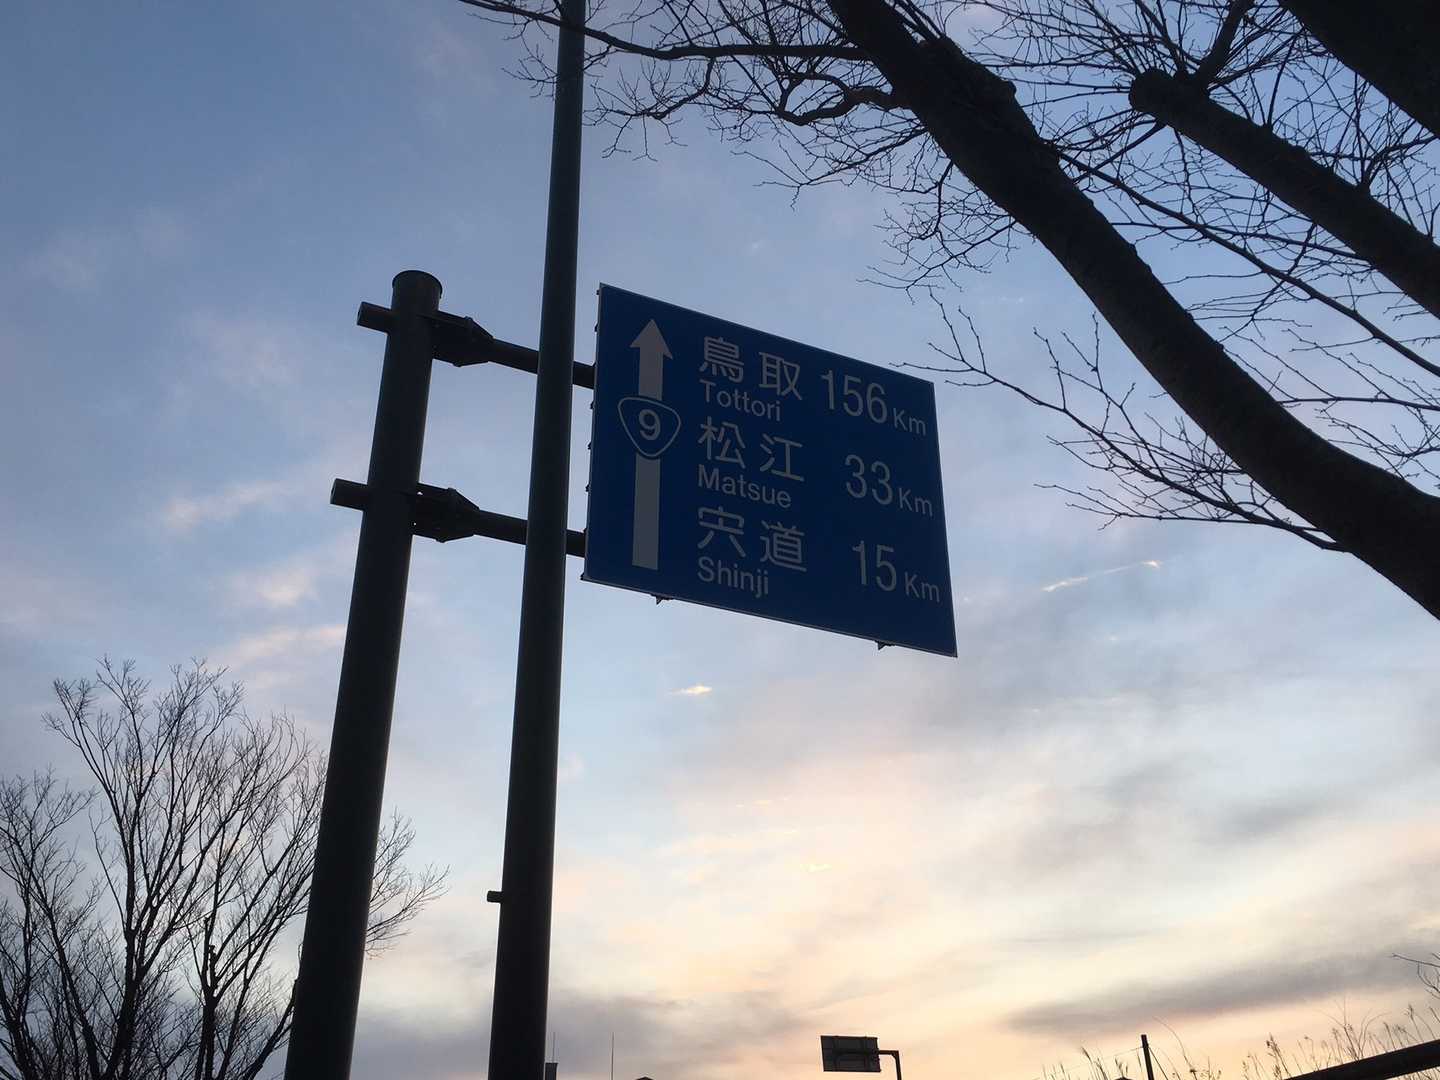 鳥取 156Km
Tottori
9
松江 33Km
Matsue
宍道 15Km
Shinji